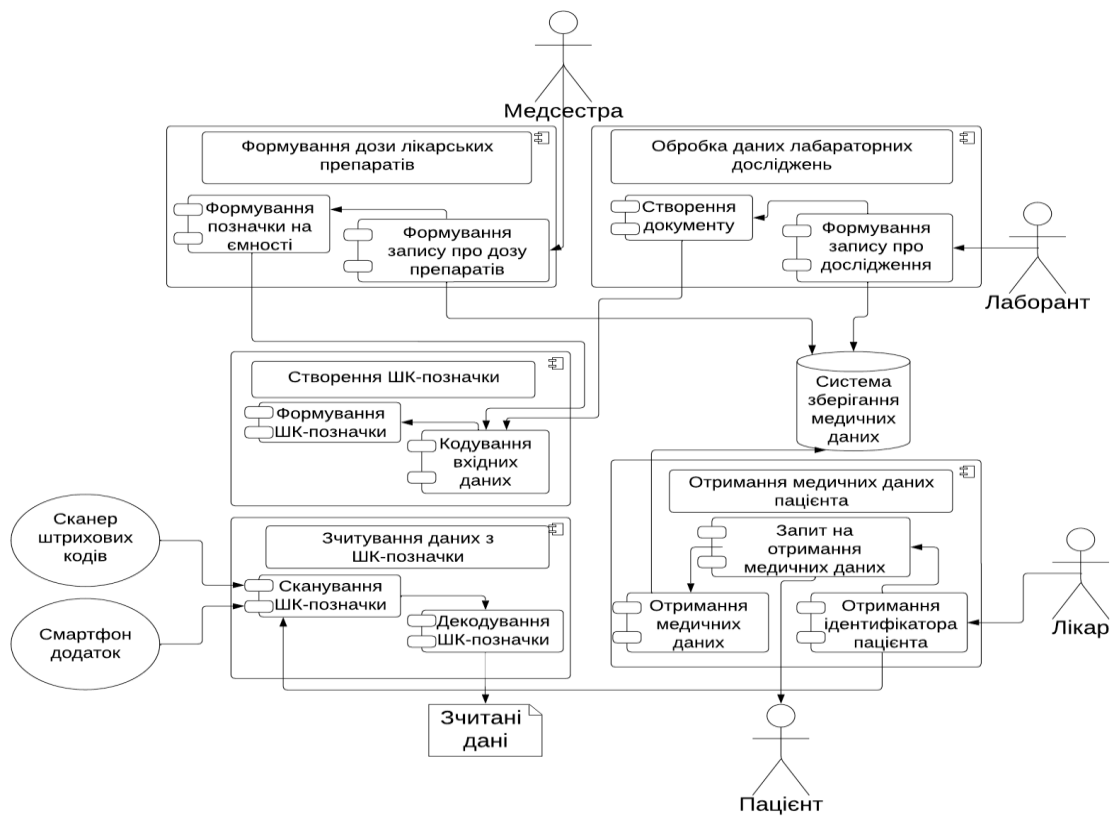 Медсестра
Формування дози лікарських
препаратів
Формування
позначки на
ємності
Формування
запису про дозу
препаратів
Обробка даних лабараторних
досліджень
Створення
документу
Формування
запису про
дослідження
Лаборант
Створення ШК-позначки
Формування
ШК-позначки
Кодування
вхідних
даних
Система
зберігання
медичних
даних
Сканер
штрихових
кодів
Смартфон
додаток
Зчитування даних з
ШК-позначки
Сканування
ШК-позначки
Декодування
ШК-позначки
Зчитані
дані
Отримання медичних даних
пацієнта
Запит на
отримання
медичних даних
Отримання
медичних
даних
Отримання
ідентифікатора
пацієнта
Лікар
Пацієнт